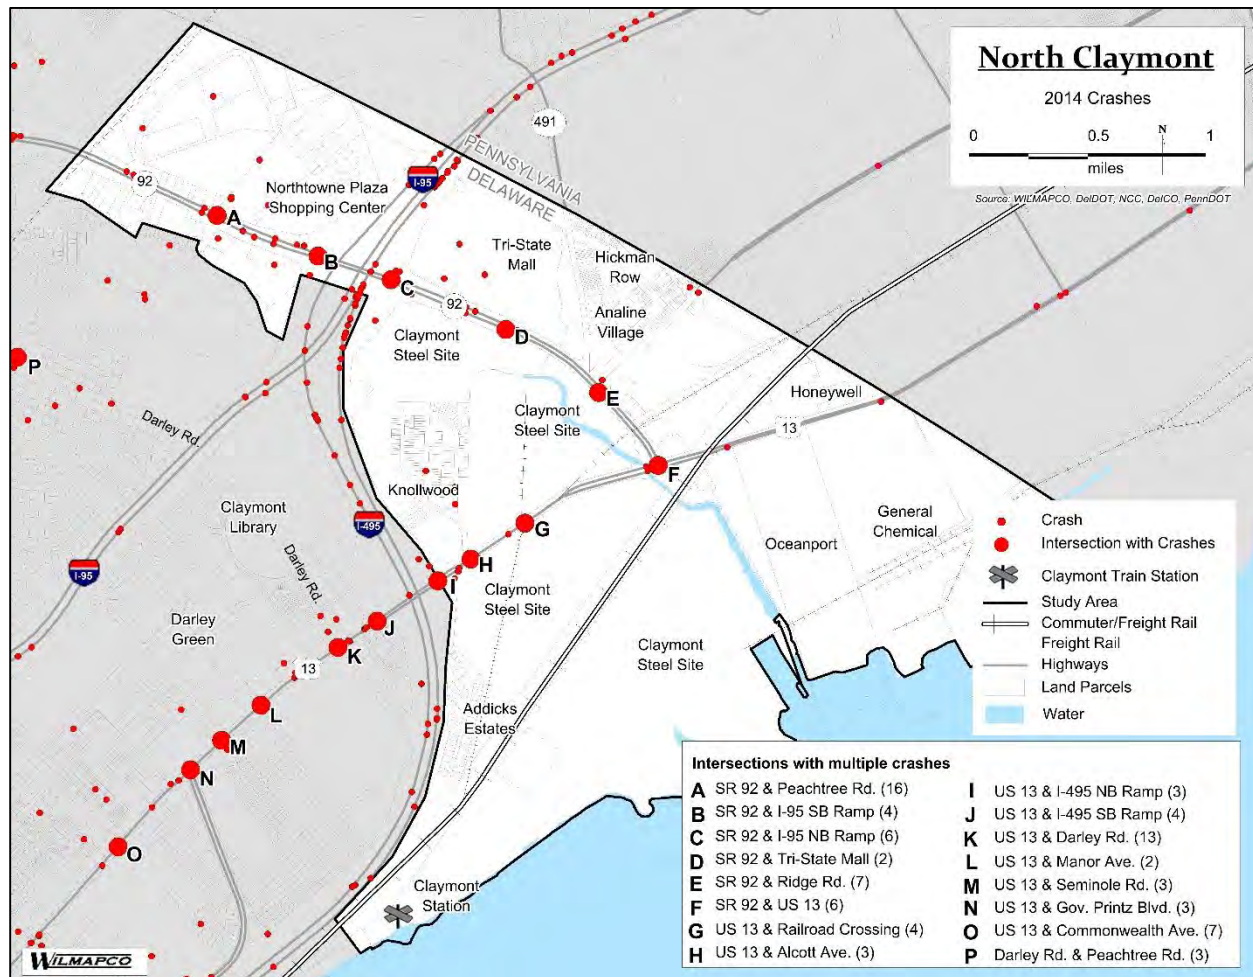 North Claymont
2014 Crashes
0 0.5 1
N
miles
Source: WILMAPCO, DelDOT, NCC, DelCO, PennDOT
491
PENNSYLVANIA
DELAWARE
I-95
92
Northtowne Plaza
Shopping Center
A
B
C
Tri-State
Mall
Hickman
Row
92
Analine
Village
D
Claymont
Steel Site
P
E
Honeywell
Claymont
Steel Site
13
Darley Rd.
F
Knollwood
Claymont
Library
I-495
G
General
Chemical
Oceanport
I-95
Darley Rd.
H
I
Claymont
Steel Site
Darley
Green
J
K
13
Claymont
Steel Site
L
Addicks
Estates
M
N
O
Claymont
Station
WILMAPCO
Crash
Intersection with Crashes
Claymont Train Station
Study Area
Commuter/Freight Rail
Freight Rail
Highways
Land Parcels
Water
Intersections with multiple crashes
A SR 92 & Peachtree Rd. (16)
B SR 92 & I-95 SB Ramp (4)
C SR 92 & I-95 NB Ramp (6)
D SR 92 & Tri-State Mall (2)
E SR 92 & Ridge Rd. (7)
F SR 92 & US 13 (6)
G US 13 & Railroad Crossing (4)
H US 13 & Alcott Ave. (3)
I US 13 & I-495 NB Ramp (3)
J US 13 & I-495 SB Ramp (4)
K US 13 & Darley Rd. (13)
L US 13 & Manor Ave. (2)
M US 13 & Seminole Rd. (3)
N US 13 & Gov. Printz Blvd. (3)
O US 13 & Commonwealth Ave. (7)
P Darley Rd. & Peachtree Rd. (3)